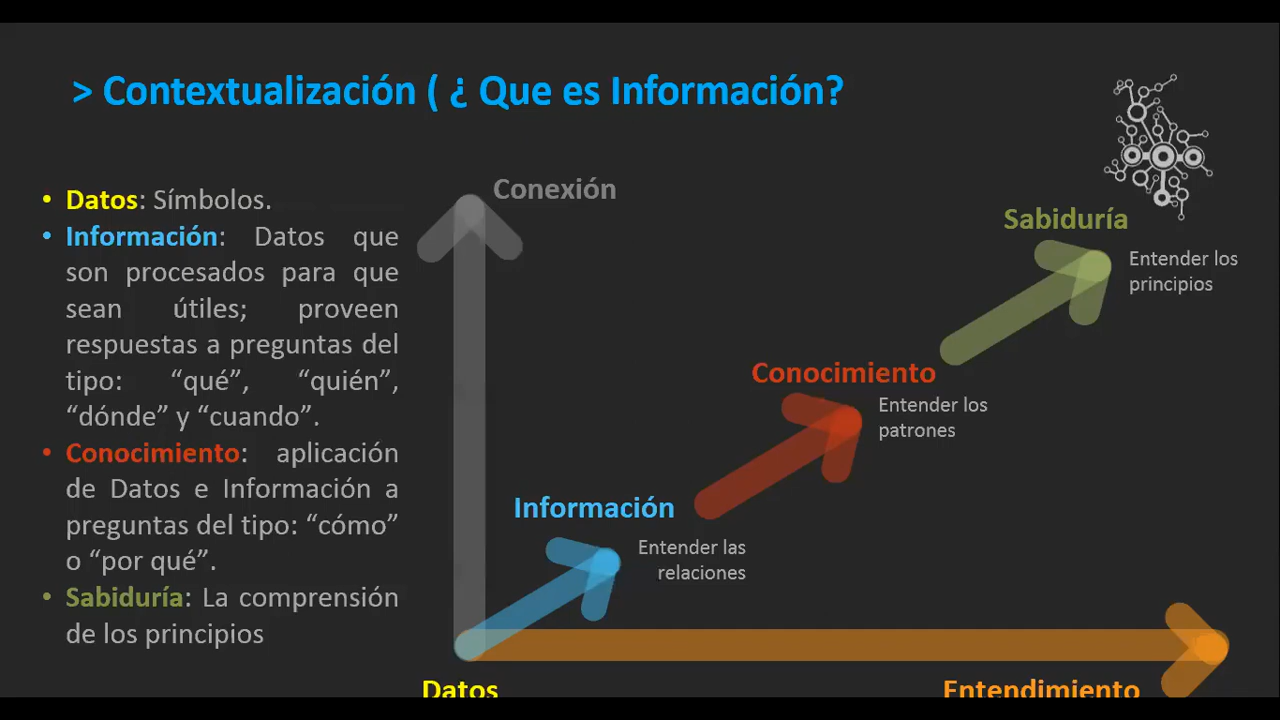 > Contextualización ( ¿ Que es Información?
• Datos: Símbolos.
• Información: Datos que
son procesados para que
sean útiles; proveen
respuestas a preguntas del
tipo: “qué”, “quién”,
“dónde” y “cuando”.
• Conocimiento: aplicación
de Datos e Información a
preguntas del tipo: “cómo”
o “por qué”.
• Sabiduría: La comprensión
de los principios
Conexión
Sabiduría
Entender los
principios
Conocimiento
Entender los
patrones
Información
Entender las
relaciones
Datos
Entendimiento